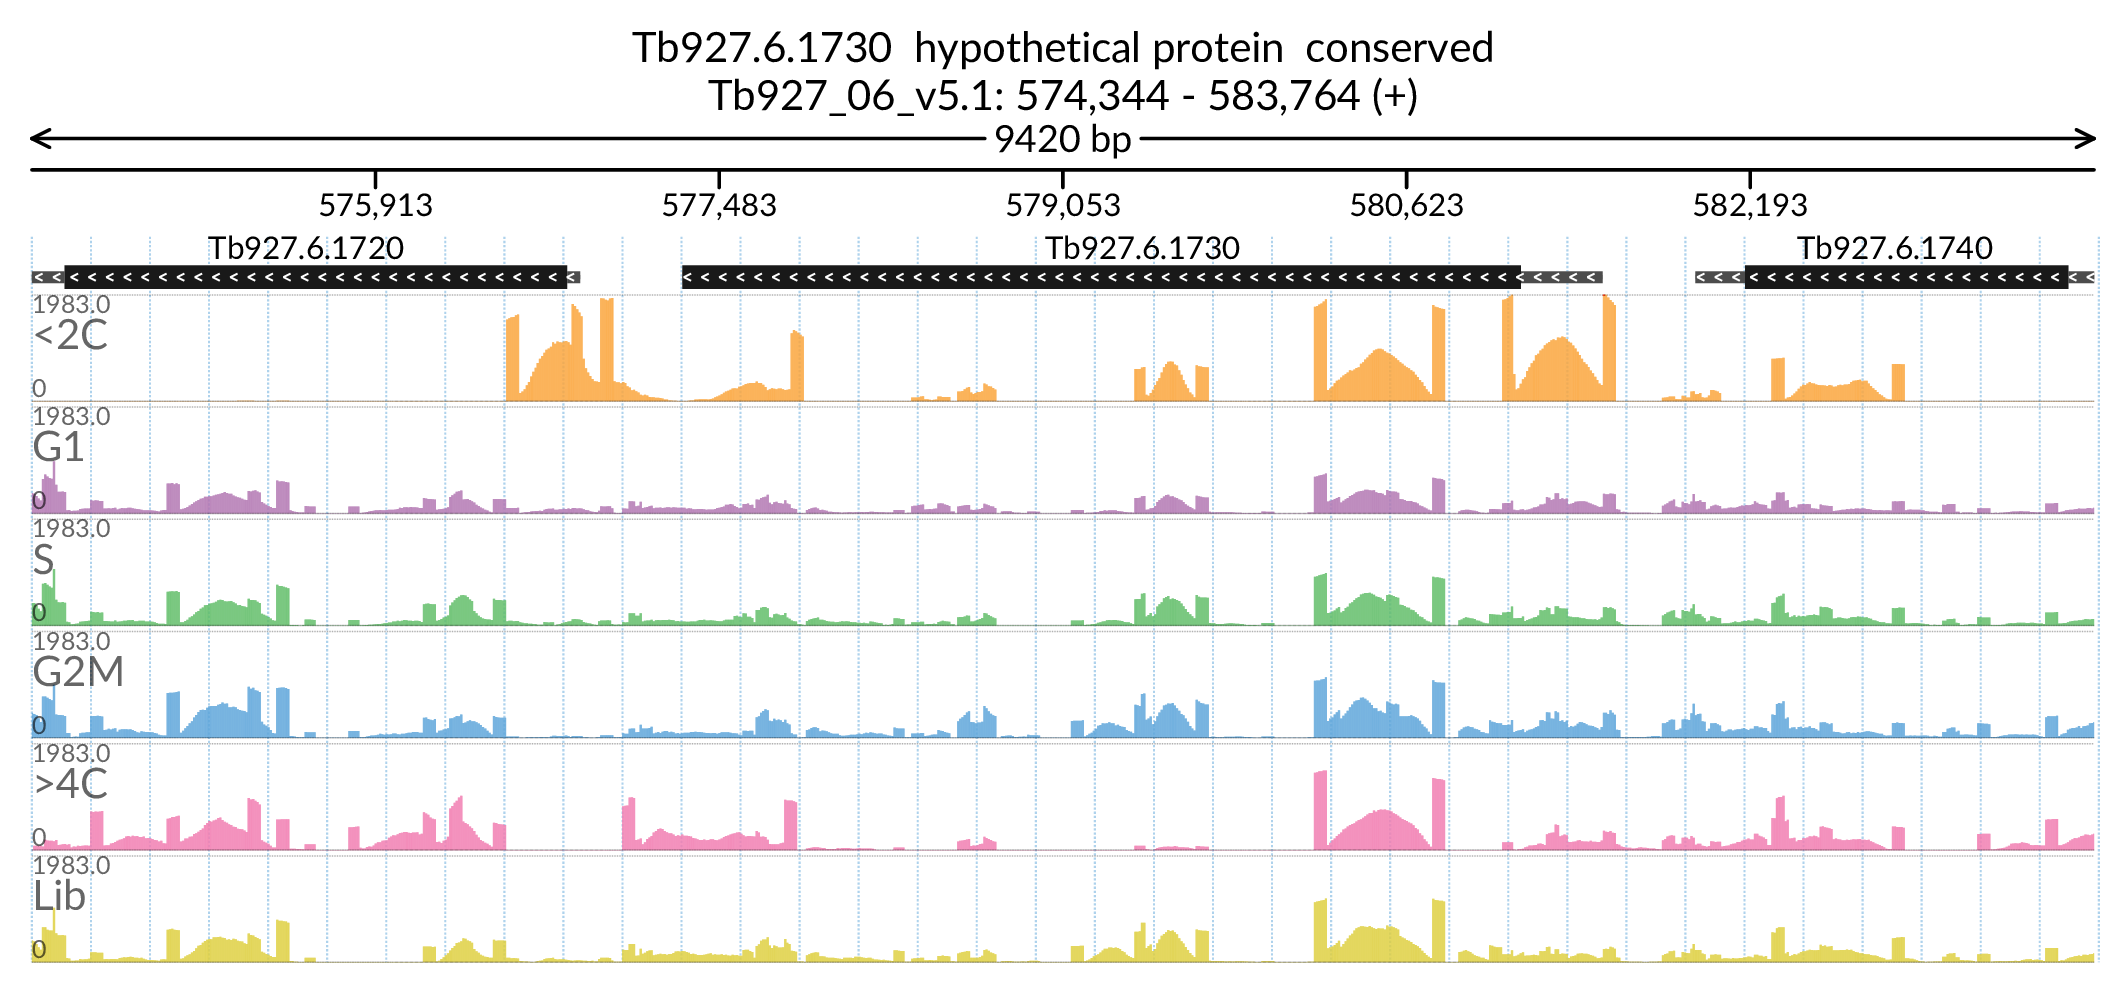 Tb927.6.1730  hypothetical protein  conserved
Tb927_06_v5.1: 574,344 - 583,764 (+)
9420 bp
575,913 577,483 579,053 580,623 582,193
Tb927.6.1720 Tb927.6.1730 Tb927.6.1740
1983.0
<2C
0
1983.0
G1
0
1983.0
S
0
1983.0
G2M
0
1983.0
>4C
0
1983.0
Lib
0